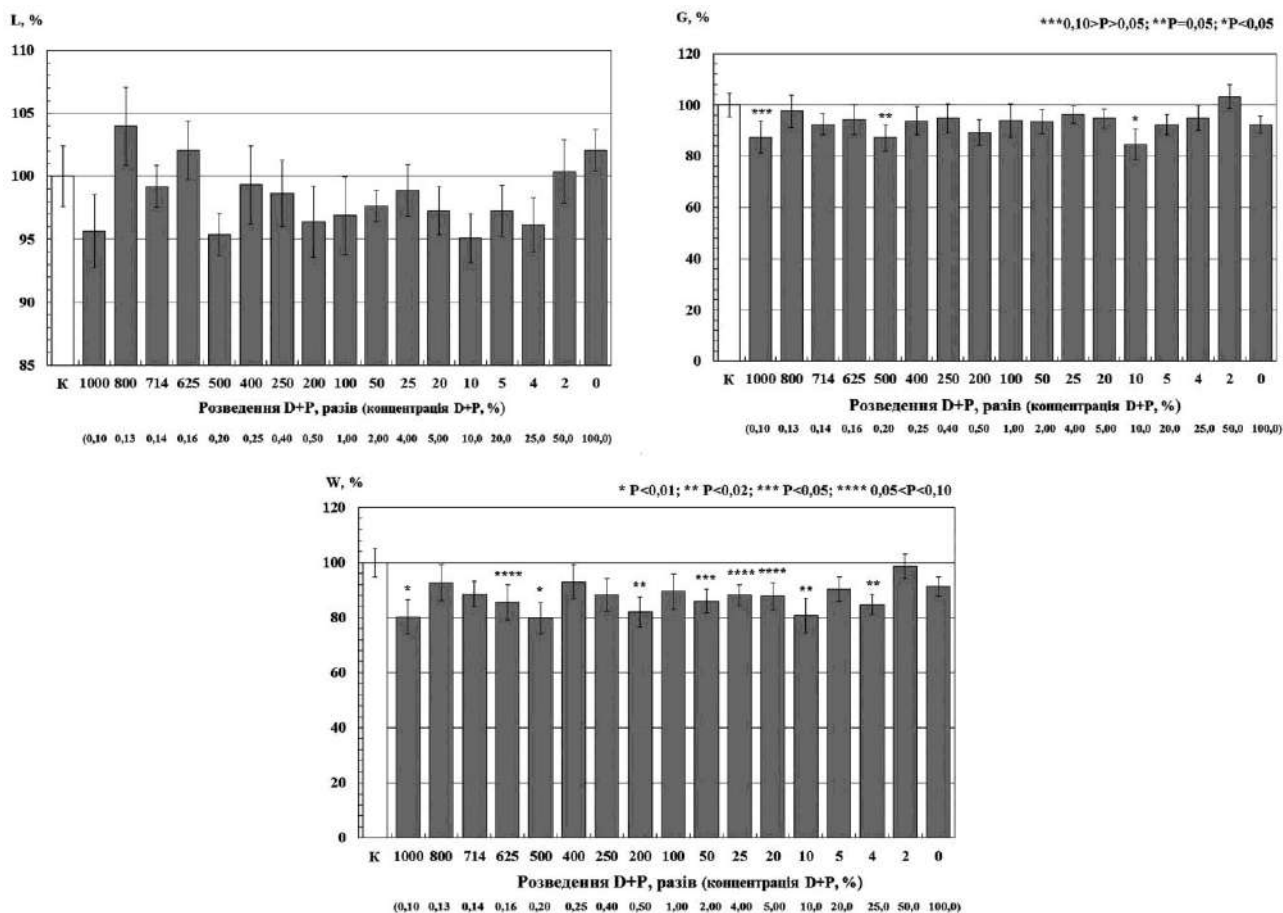 L, %
110
105
100
95
90
85
К 1000 800 714 625 500 400 250 200 100 50 25 20 10 5 4 2 0
Розведення D+P, разів (концентрація D+P, %)
(0,10 0,13 0,14 0,16 0,20 0,25 0,40 0,50 1,00 2,00 4,00 5,00 10,0 20,0 25,0 50,0 100,0)
G, %
***0,10>P>0,05; **P=0,05; *P<0,05
120
100
80
60
40
20
0
*** ** *
К 1000 800 714 625 500 400 250 200 100 50 25 20 10 5 4 2 0
Розведення D+P, разів (концентрація D+P, %)
(0,10 0,13 0,14 0,16 0,20 0,25 0,40 0,50 1,00 2,00 4,00 5,00 10,0 20,0 25,0 50,0 100,0)
W, %
* P<0,01; ** P<0,02; *** P<0,05; **** 0,05<P<0,10
120
100
80
60
40
20
0
* **** * ** *** **** **** ** **
К 1000 800 714 625 500 400 250 200 100 50 25 20 10 5 4 2 0
Розведення D+P, разів (концентрація D+P, %)
(0,10 0,13 0,14 0,16 0,20 0,25 0,40 0,50 1,00 2,00 4,00 5,00 10,0 20,0 25,0 50,0 100,0)